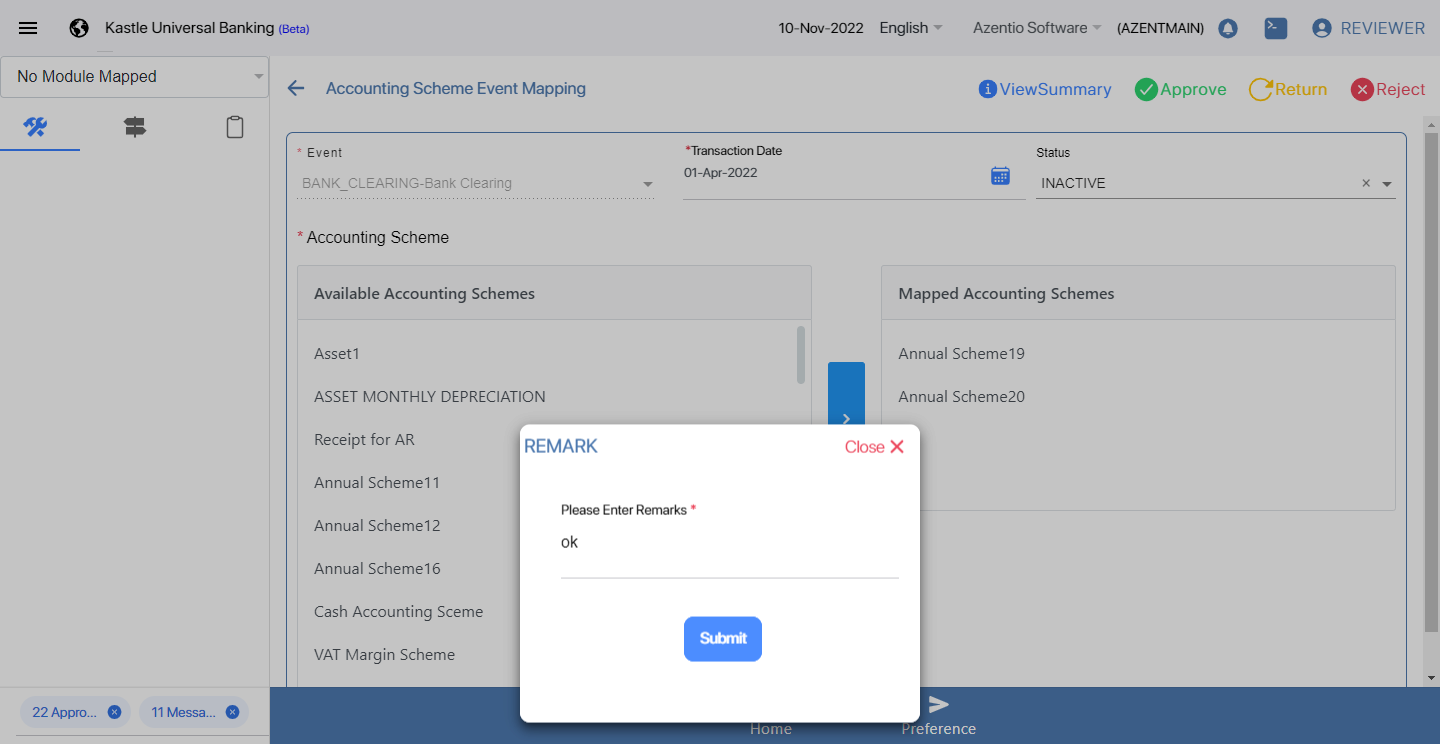 Kastle Universal Banking (Beta)
10-Nov-2022
English
Azentio Software
(AZENTMAIN)
REVIEWER
No Module Mapped
Accounting Scheme Event Mapping
ViewSummary
Approve
Return
Reject
* Event
BANK_CLEARING-Bank Clearing
*Transaction Date
01-Apr-2022
Status
INACTIVE
* Accounting Scheme
Available Accounting Schemes
Asset1
ASSET MONTHLY DEPRECIATION
Receipt for AR
Annual Scheme11
Annual Scheme12
Annual Scheme16
Cash Accounting Sceme
VAT Margin Scheme
Mapped Accounting Schemes
Annual Scheme19
Annual Scheme20
REMARK
Close
Please Enter Remarks *
ok
Submit
22 Appro...
11 Messa...
Home
Preference